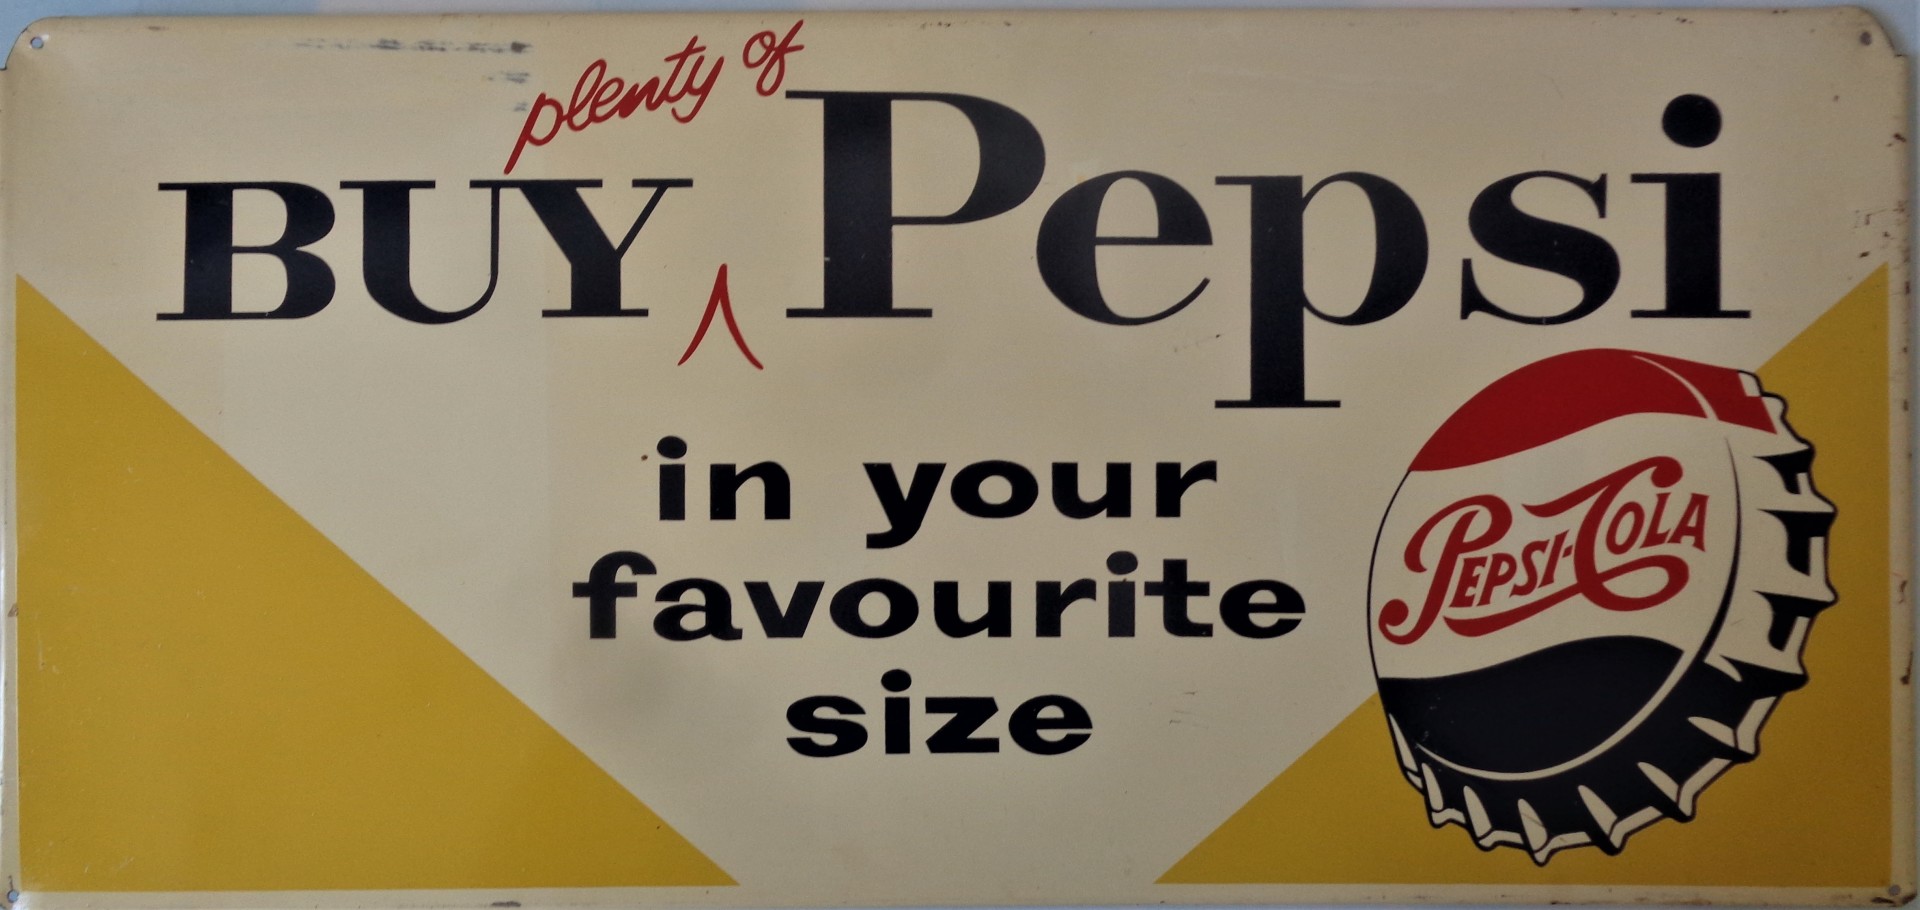 plenty of
BUY Pepsi
in your
favourite
size
PEPSI-COLA